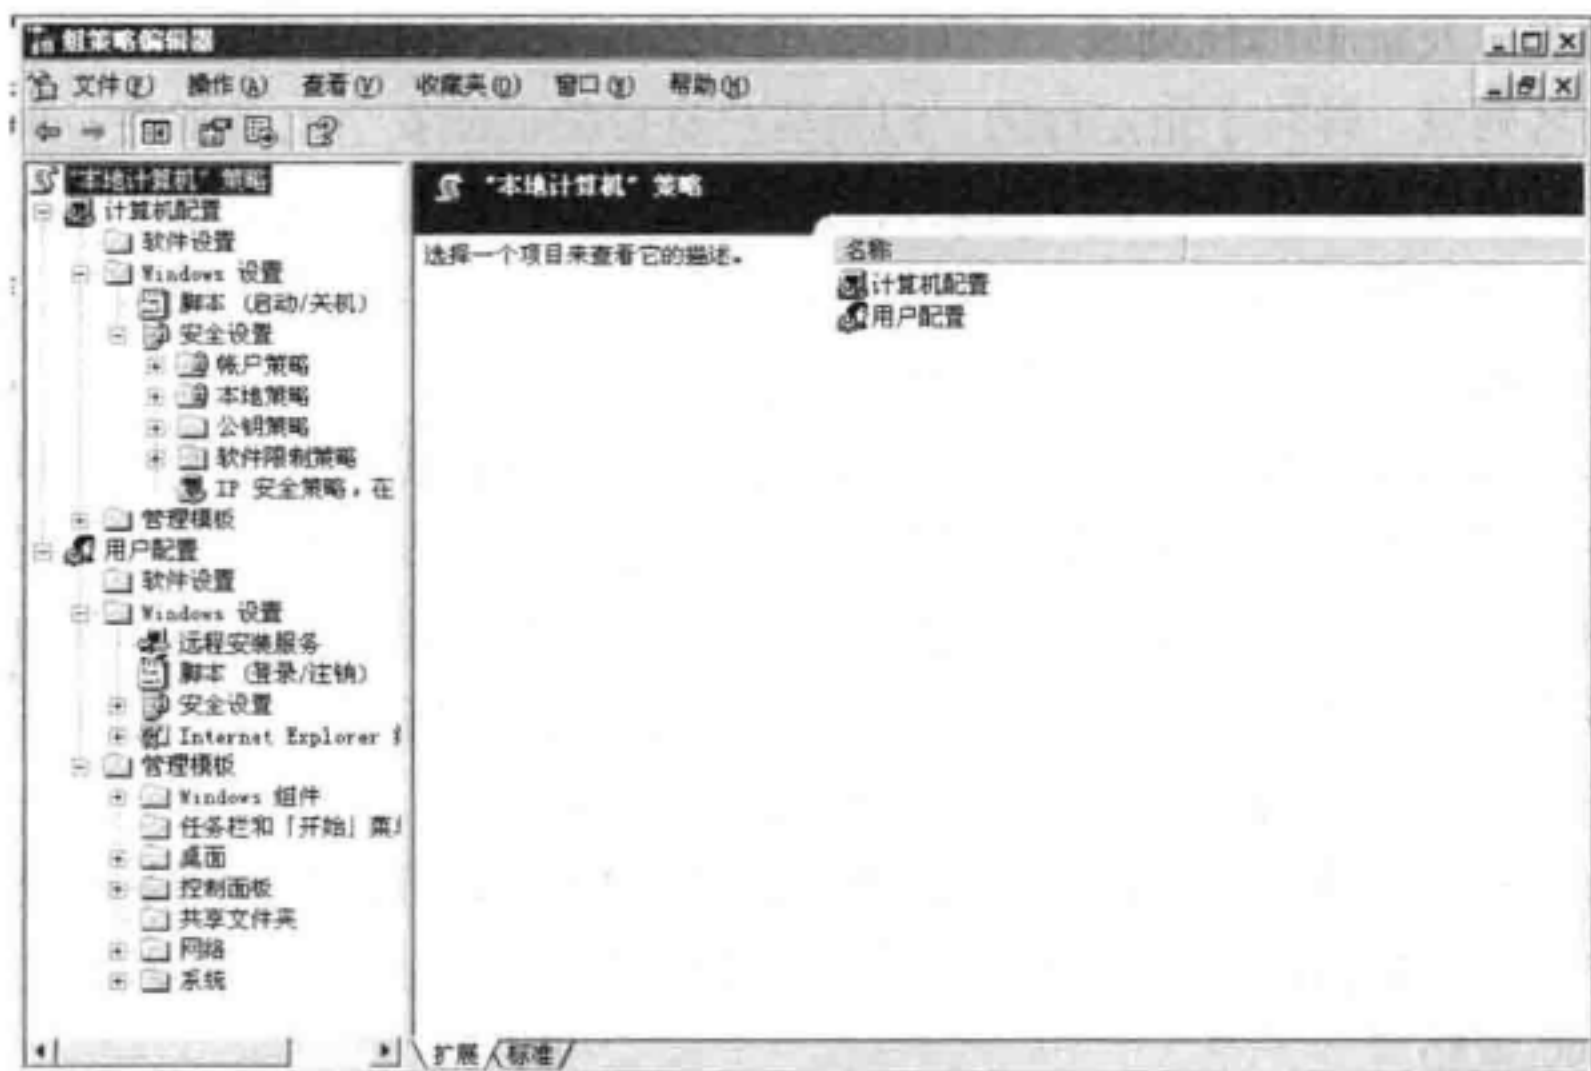 组策略编辑器
文件(F) 操作(A) 查看(V) 收藏夹(O) 窗口(W) 帮助(H)
"本地计算机" 策略
计算机配置
软件设置
Windows 设置
脚本 (启动/关机)
安全设置
帐户策略
本地策略
公钥策略
软件限制策略
IP 安全策略，在
管理模板
用户配置
软件设置
Windows 设置
远程安装服务
脚本 (登录/注销)
安全设置
Internet Explorer
管理模板
Windows 组件
任务栏和「开始」菜
桌面
控制面板
共享文件夹
网络
系统
"本地计算机" 策略
选择一个项目来查看它的描述。
名称
计算机配置
用户配置
扩展 标准